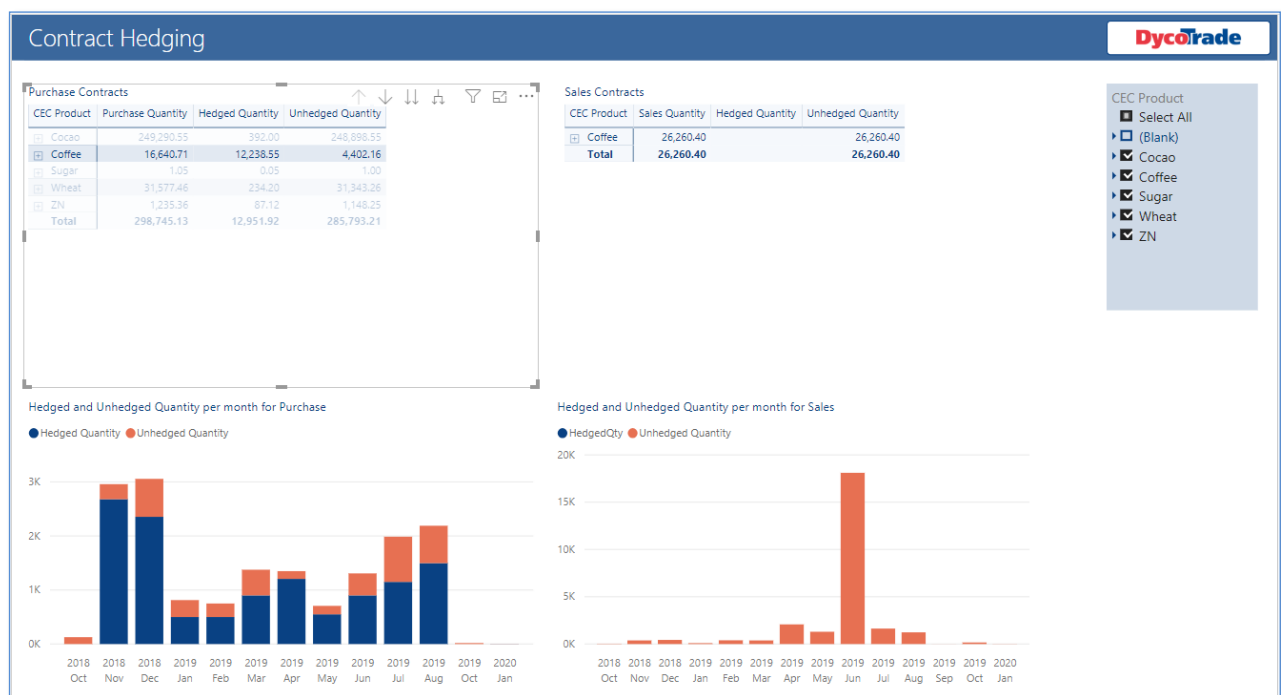 Contract Hedging
DycoTrade
Purchase Contracts
CEC Product Purchase Quantity Hedged Quantity Unhedged Quantity
Cocao 249,290.55 392.00 248,898.55
Coffee 16,640.71 12,238.55 4,402.16
Sugar 1.05 0.05 1.00
Wheat 31,577.46 234.20 31,343.26
ZN 1,235.36 87.12 1,148.25
Total 298,745.13 12,951.92 285,793.21
Sales Contracts
CEC Product Sales Quantity Hedged Quantity Unhedged Quantity
Coffee 26,260.40 26,260.40
Total 26,260.40 26,260.40
CEC Product
Select All
(Blank)
Cocao
Coffee
Sugar
Wheat
ZN
Hedged and Unhedged Quantity per month for Purchase
Hedged Quantity Unhedged Quantity
3K
2K
1K
0K
2018 2018 2018 2019 2019 2019 2019 2019 2019 2019 2019 2019 2020
Oct Nov Dec Jan Feb Mar Apr May Jun Jul Aug Oct Jan
Hedged and Unhedged Quantity per month for Sales
HedgedQty Unhedged Quantity
20K
15K
10K
5K
0K
2018 2018 2018 2019 2019 2019 2019 2019 2019 2019 2019 2019 2019 2020
Oct Nov Dec Jan Feb Mar Apr May Jun Jul Aug Sep Oct Jan